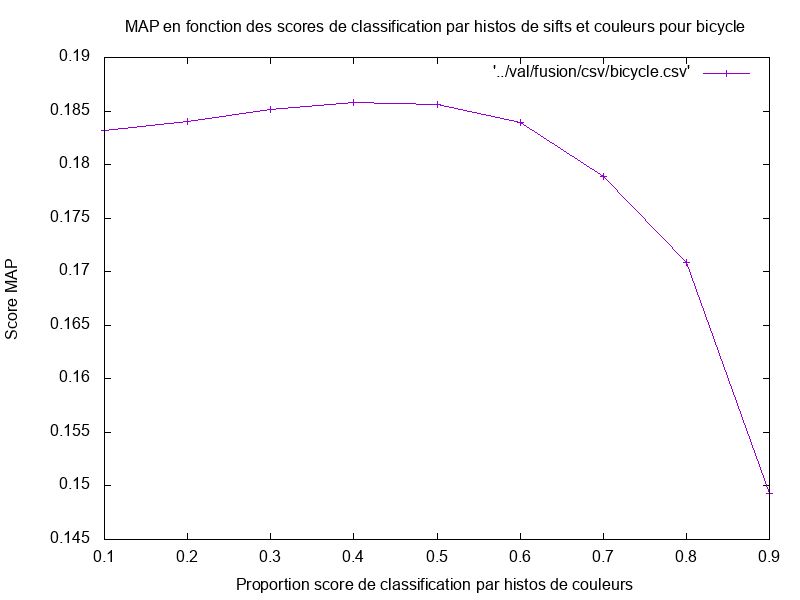 MAP en fonction des scores de classification par histos de sifts et couleurs pour bicycle
'../val/fusion/csv/bicycle.csv'
0.19
0.185
0.18
0.175
0.17
0.165
0.16
0.155
0.15
0.145
Score MAP
0.1 0.2 0.3 0.4 0.5 0.6 0.7 0.8 0.9
Proportion score de classification par histos de couleurs